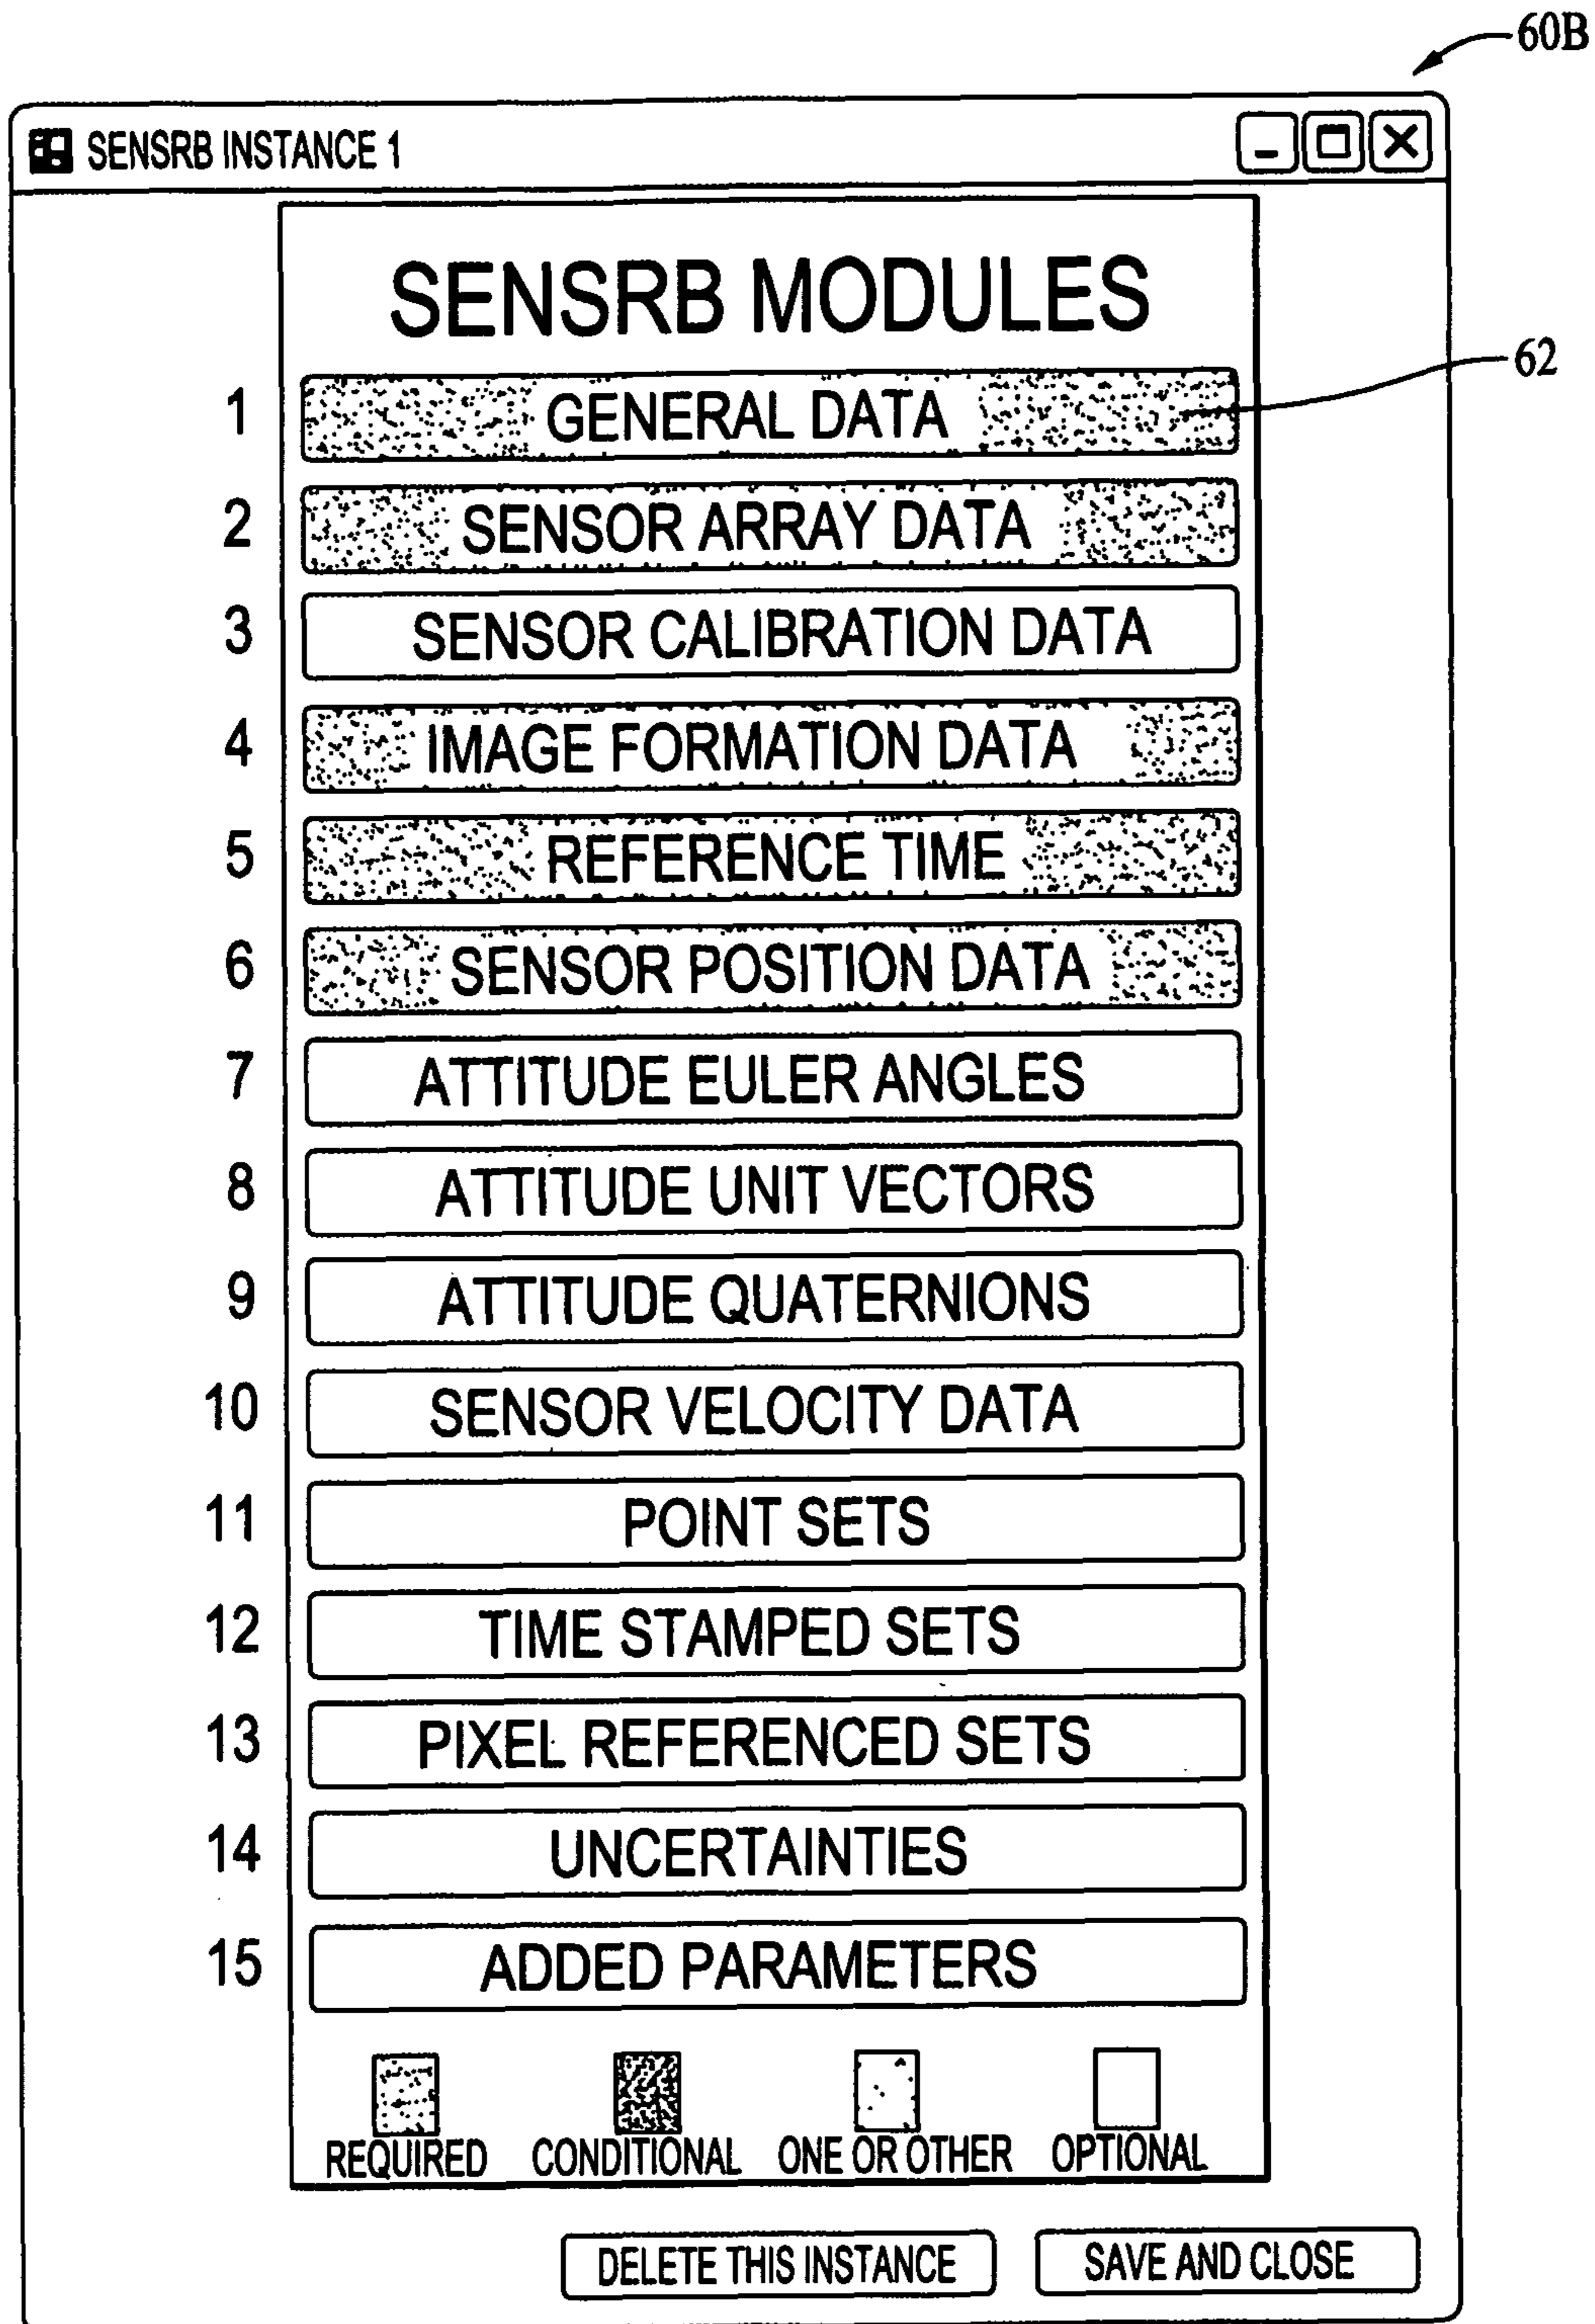 60B
SENSRB INSTANCE 1
SENSRB MODULES
62
1 GENERAL DATA
2 SENSOR ARRAY DATA
3 SENSOR CALIBRATION DATA
4 IMAGE FORMATION DATA
5 REFERENCE TIME
6 SENSOR POSITION DATA
7 ATTITUDE EULER ANGLES
8 ATTITUDE UNIT VECTORS
9 ATTITUDE QUATERNIONS
10 SENSOR VELOCITY DATA
11 POINT SETS
12 TIME STAMPED SETS
13 PIXEL REFERENCED SETS
14 UNCERTAINTIES
15 ADDED PARAMETERS
REQUIRED CONDITIONAL ONE OR OTHER OPTIONAL
DELETE THIS INSTANCE SAVE AND CLOSE